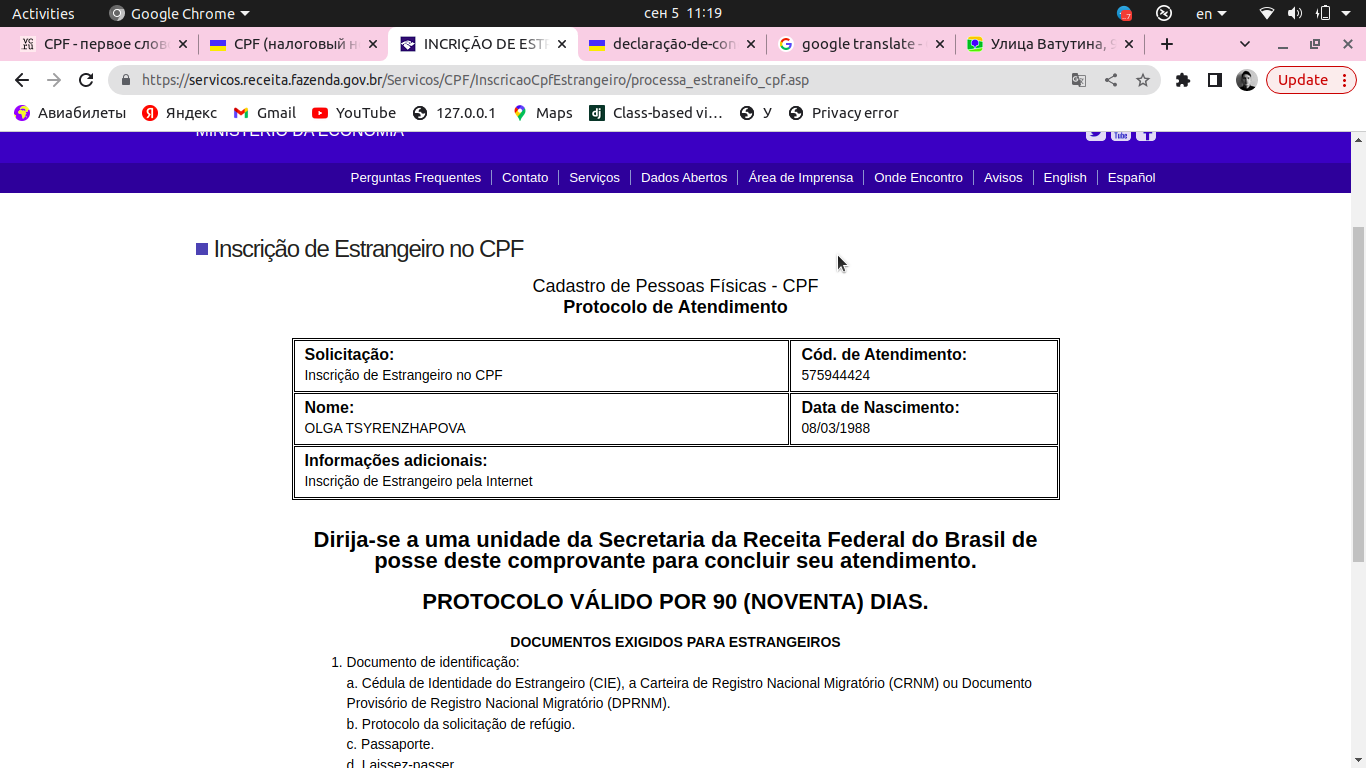 Activities
Google Chrome
сен 5 11:19
en
CPF - первое слов
CPF (налоговый н
INCRIÇÃO DE EST
declaração-de-con
google translate -
Улица Ватутина, 9
https://servicos.receita.fazenda.gov.br/Servicos/CPF/InscricaoCpfEstrangeiro/processa_estraneifo_cpf.asp
Update
Авиабилеты
Яндекс
Gmail
YouTube
127.0.0.1
Maps
Class-based vi...
У
Privacy error
MINISTÉRIO DA ECONOMIA
Perguntas Frequentes
Contato
Serviços
Dados Abertos
Área de Imprensa
Onde Encontro
Avisos
English
Español
Inscrição de Estrangeiro no CPF
Cadastro de Pessoas Físicas - CPF
Protocolo de Atendimento
Solicitação:
Inscrição de Estrangeiro no CPF
Cód. de Atendimento:
575944424
Nome:
OLGA TSYRENZHAPOVA
Data de Nascimento:
08/03/1988
Informações adicionais:
Inscrição de Estrangeiro pela Internet
Dirija-se a uma unidade da Secretaria da Receita Federal do Brasil de
posse deste comprovante para concluir seu atendimento.
PROTOCOLO VÁLIDO POR 90 (NOVENTA) DIAS.
DOCUMENTOS EXIGIDOS PARA ESTRANGEIROS
1. Documento de identificação:
a. Cédula de Identidade do Estrangeiro (CIE), a Carteira de Registro Nacional Migratório (CRNM) ou Documento
Provisório de Registro Nacional Migratório (DPRNM).
b. Protocolo da solicitação de refúgio.
c. Passaporte.
d. Laissez-passer